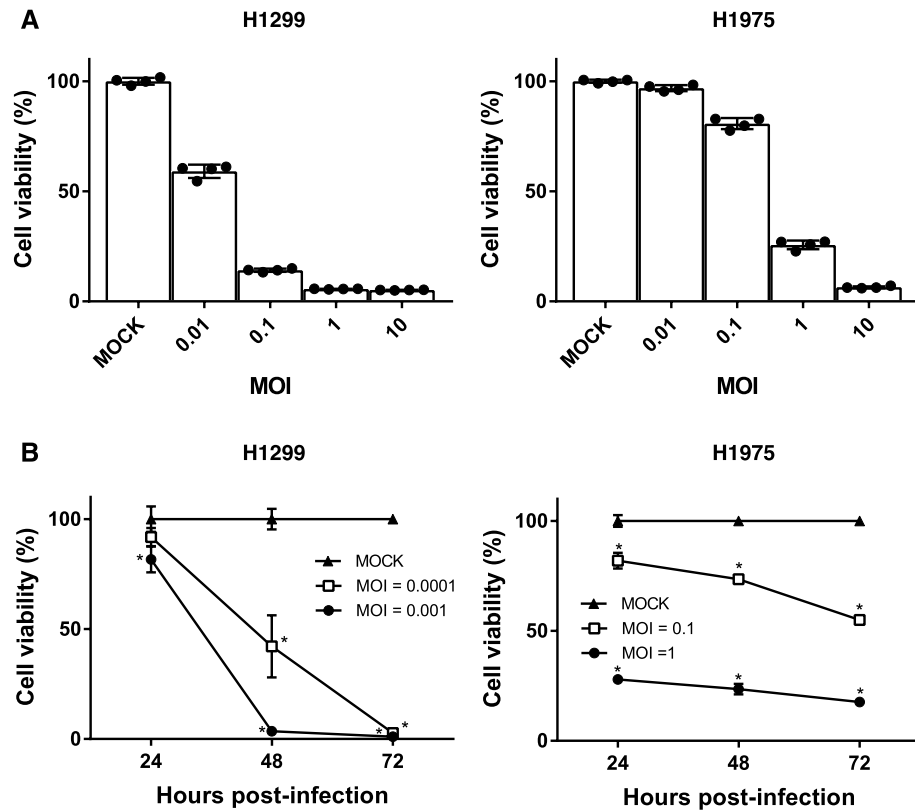 A
H1299
H1975
Cell viability (%)
100
50
0
MOCK
0.01
0.1
1
10
MOI
Cell viability (%)
100
50
0
MOCK
0.01
0.1
1
10
MOI
B
H1299
H1975
Cell viability (%)
100
50
0
*
*
*
*
*
MOCK
MOI = 0.0001
MOI = 0.001
24
48
72
Hours post-infection
Cell viability (%)
100
50
0
*
*
*
MOCK
MOI = 0.1
MOI =1
*
*
*
24
48
72
Hours post-infection